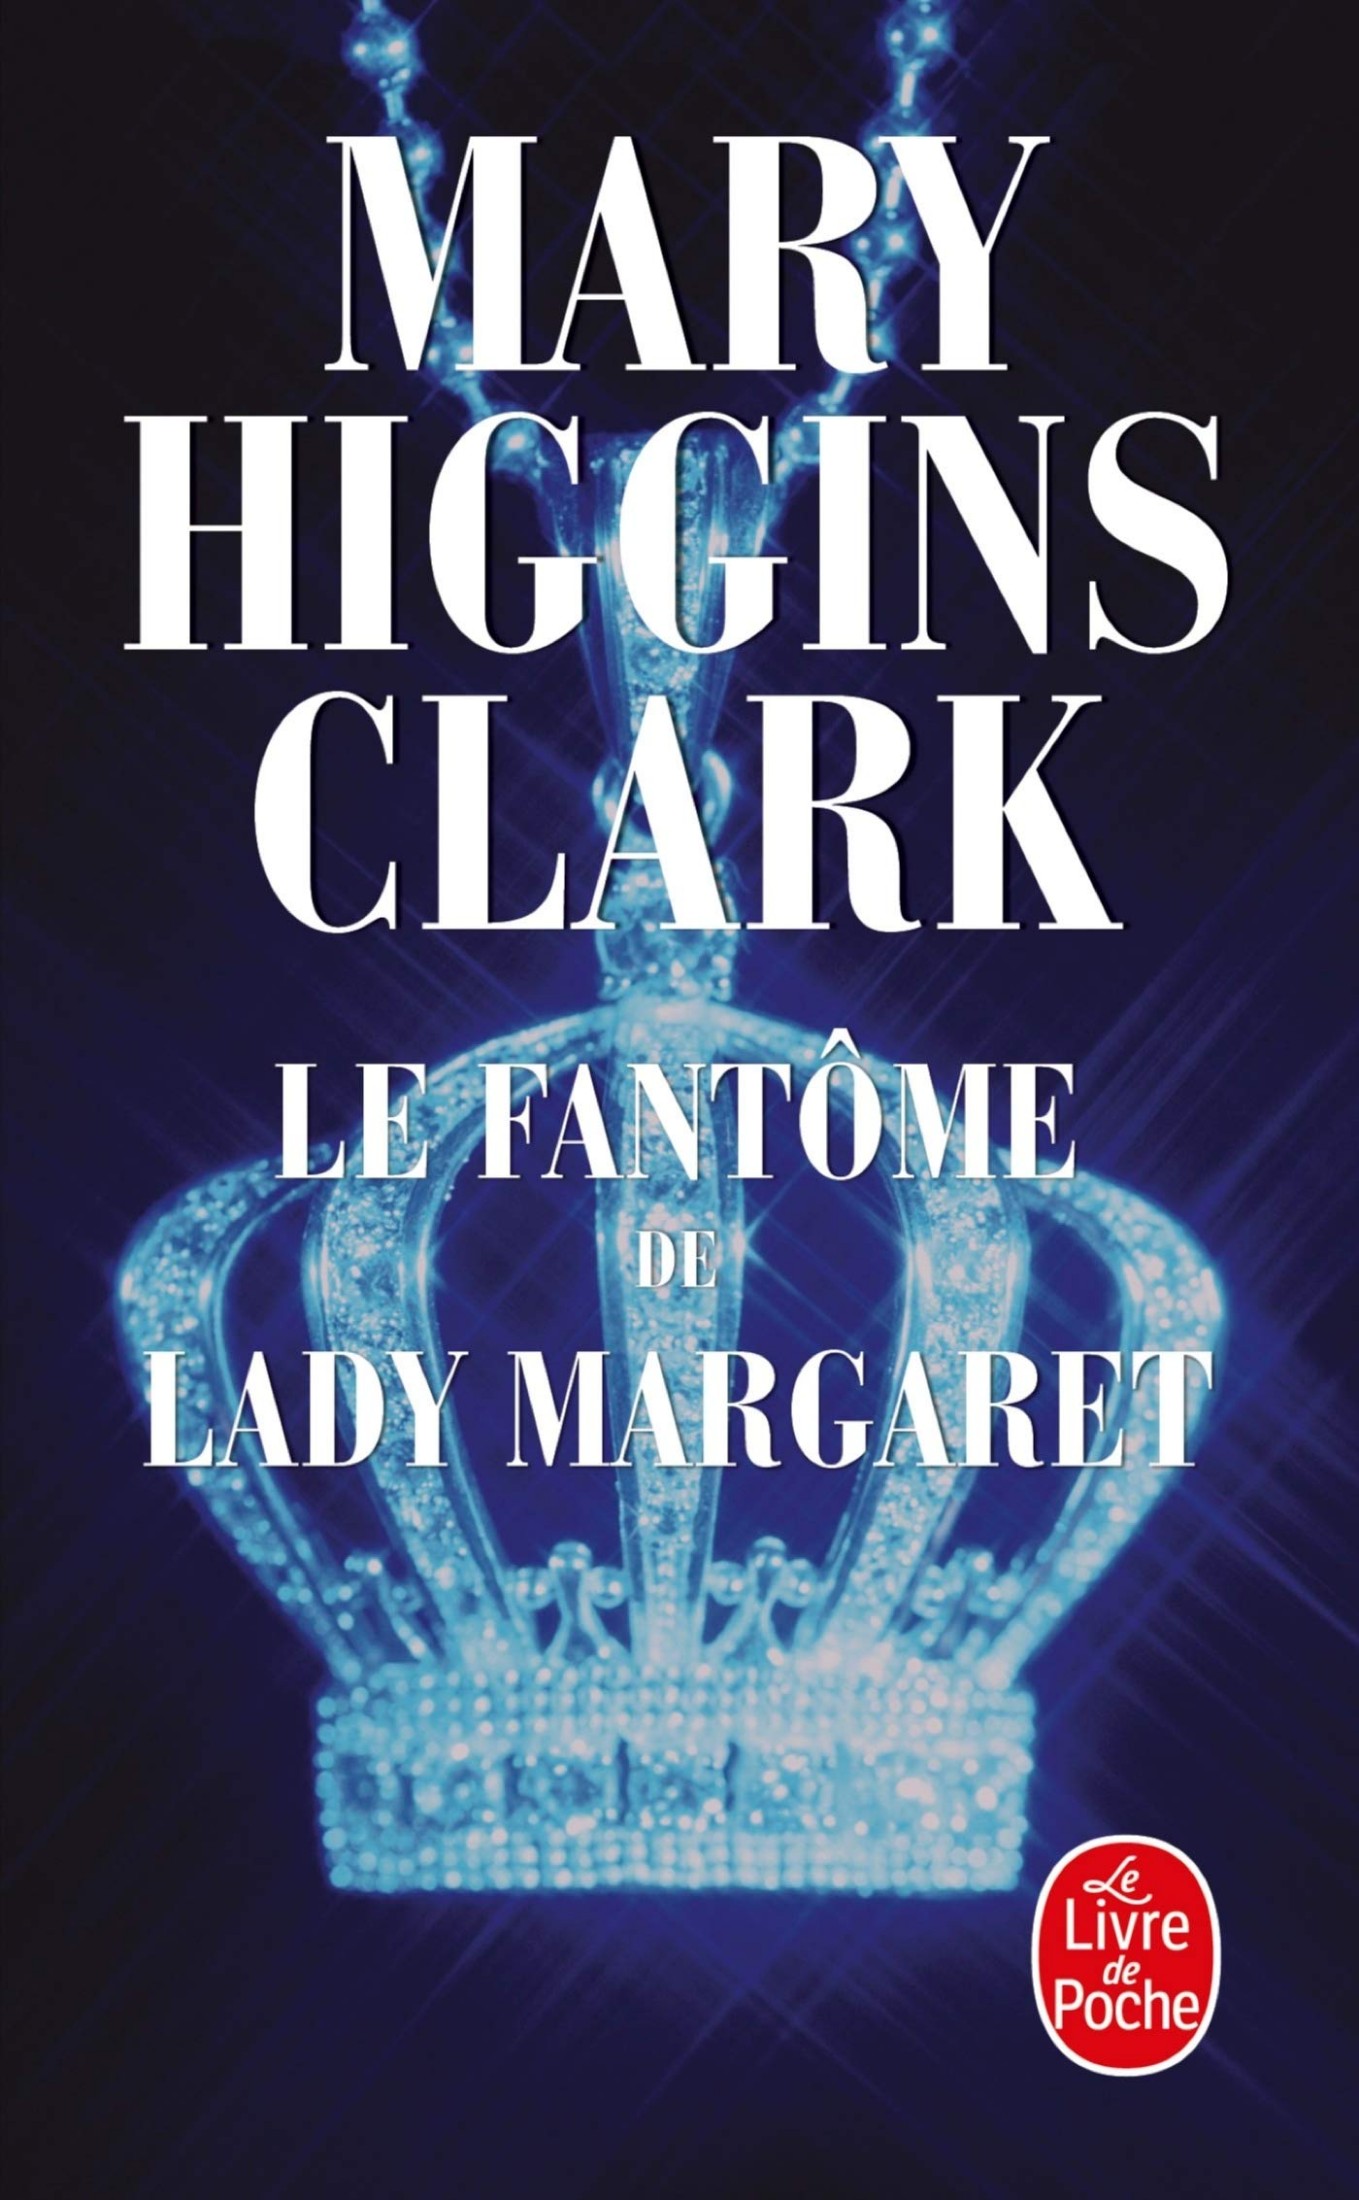 MARY
HIGGINS
CLARK
LE FANTÔME
DE
LADY MARGARET
Le
Livre
de
Poche